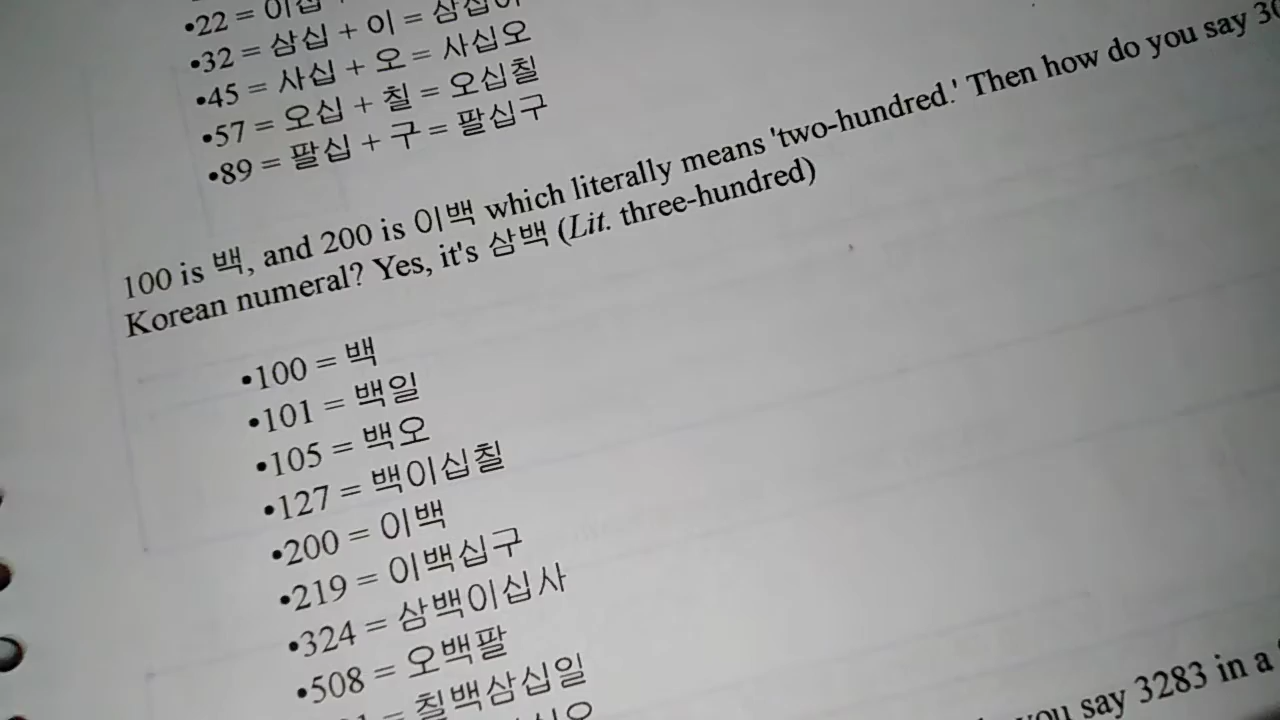 •22 = 이십
•32 = 삼십 + 이 = 삼십이
•45 = 사십 + 오 = 사십오
•57 = 오십 + 칠 = 오십칠
•89 = 팔십 + 구 = 팔십구
100 is 백, and 200 is 이백 which literally means 'two-hundred.' Then how do you say
Korean numeral? Yes, it's 삼백 (Lit. three-hundred)
•100 = 백
•101 = 백일
•105 = 백오
•127 = 백이십칠
•200 = 이백
•219 = 이백십구
•324 = 삼백이십사
•508 = 오백팔
= 칠백삼십일
you say 3283 in a